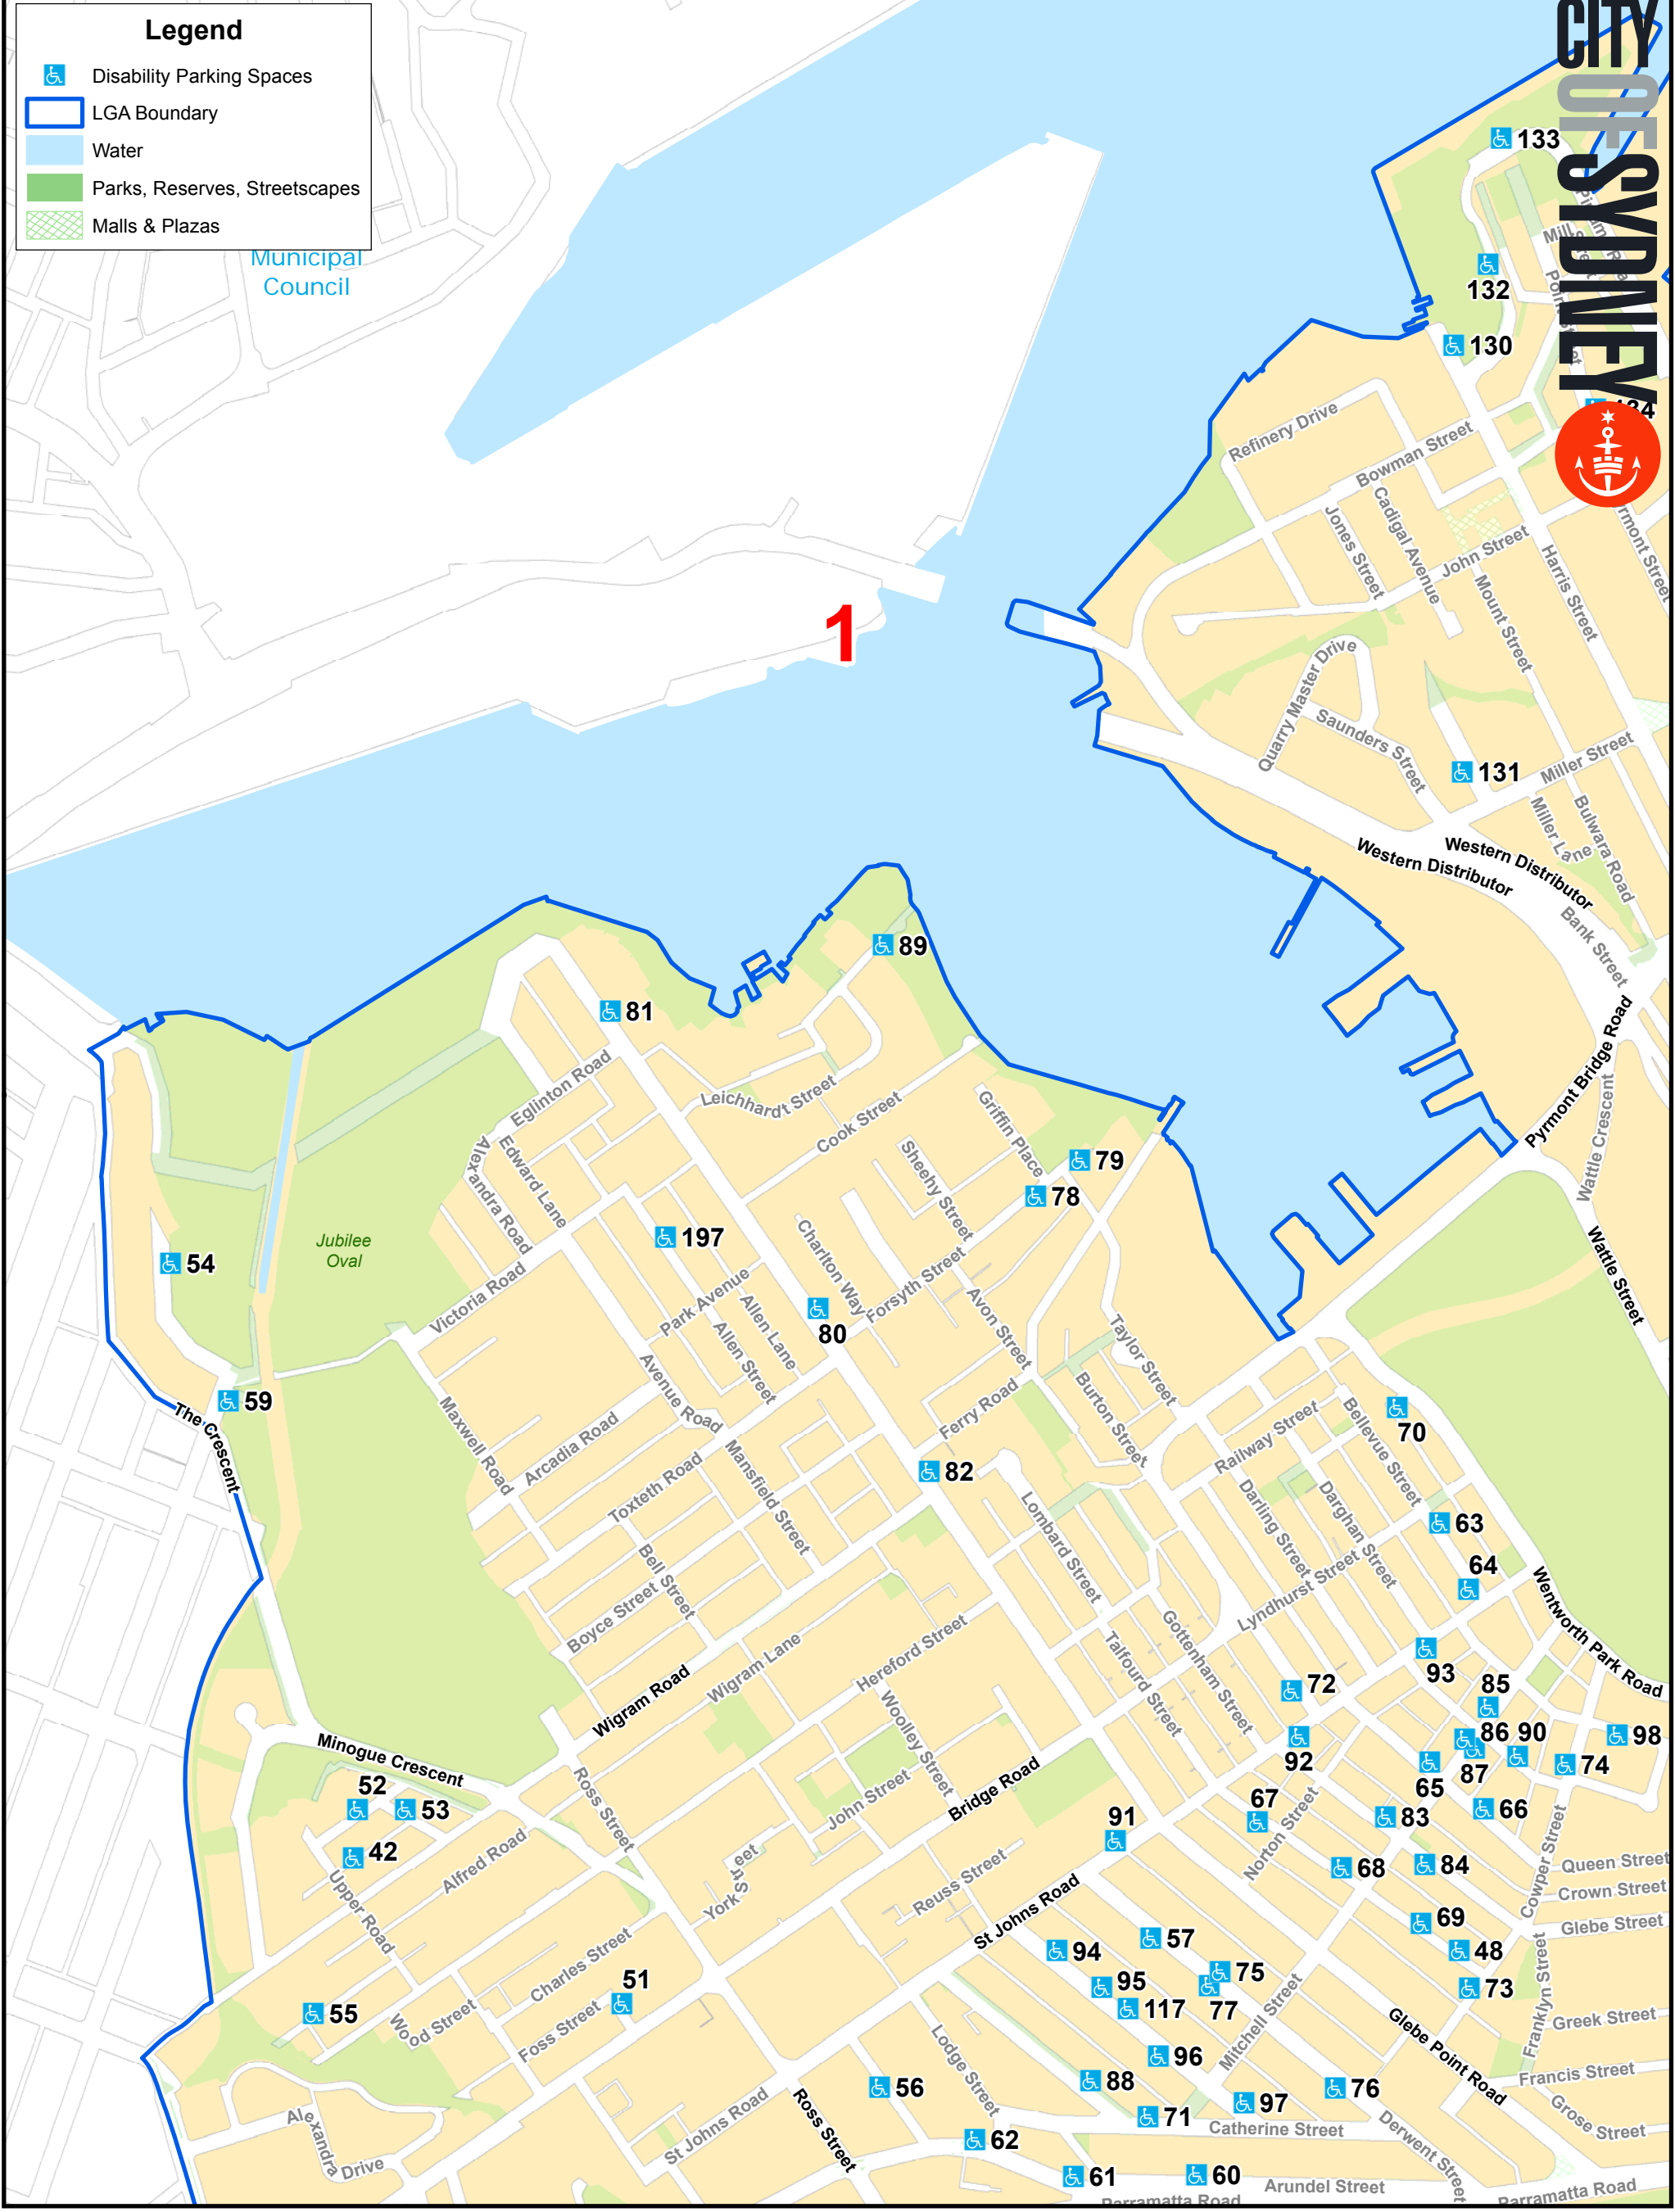 Legend
Disability Parking Spaces
LGA Boundary
Water
Parks, Reserves, Streetscapes
Malls & Plazas
Municipal
Council
CITY OF SYDNEY
133
132
130
Refinery Drive
Bowman Street
Jones Street
Cadigal Avenue
John Street
Harris Street
Mount Street
1
Quarry Master Drive
Saunders Street
131
Miller Street
Miller Lane
Bulwara Road
Western Distributor
Western Distributor
Bank Street
Pyrmont Bridge Road
Wattle Crescent
Wattle Street
89
81
Eglinton Road
Leichhardt Street
Cook Street
Griffin Place
Alexandra Road
Edward Lane
Sheehy Street
79
78
197
54
Jubilee
Oval
Victoria Road
Park Avenue
Allen Lane
Allen Street
Charlton Way
Forsyth Street
80
Avon Street
Taylor Street
59
The Crescent
Maxwell Road
Avenue Road
Arcadia Road
Toxteth Road
Mansfield Street
Ferry Road
Burton Street
Railway Street
Bellevue Street
70
82
Lombard Street
Darling Street
Darghan Street
63
64
Bell Street
Boyce Street
Lyndhurst Street
Wentworth Park Road
Wigram Road
Wigram Lane
Hereford Street
Talfourd Street
Gottenham Street
93
72
85
Woolley Street
Minogue Crescent
92
86
90
98
87
74
65
52
53
Ross Street
John Street
Bridge Road
91
67
Norton Street
83
66
42
Alfred Road
Upper Road
York Street
Reuss Street
68
84
Cowper Street
Queen Street
Crown Street
Glebe Street
St Johns Road
69
48
94
57
95
75
117
77
73
Mitchell Street
Franklyn Street
Greek Street
Charles Street
51
55
Wood Street
Foss Street
Lodge Street
96
Glebe Point Road
Francis Street
56
88
76
97
71
Catherine Street
Grose Street
Alexandra Drive
St Johns Road
Ross Street
62
Derwent Street
61
60
Arundel Street
Parramatta Road
Parramatta Road